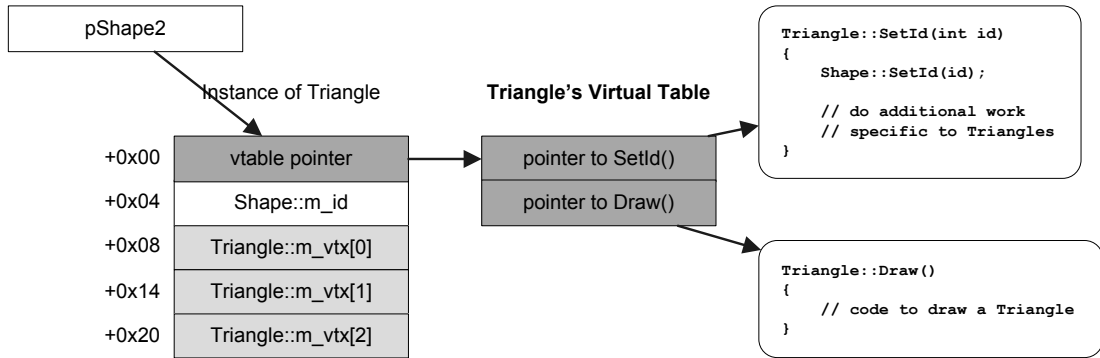 pShape2
Instance of Triangle
Triangle's Virtual Table
+0x00
vtable pointer
+0x04
Shape::m_id
+0x08
Triangle::m_vtx[0]
+0x14
Triangle::m_vtx[1]
+0x20
Triangle::m_vtx[2]
pointer to SetId()
pointer to Draw()
Triangle::SetId(int id)
{
    Shape::SetId(id);
    // do additional work
    // specific to Triangles
}
Triangle::Draw()
{
    // code to draw a Triangle
}